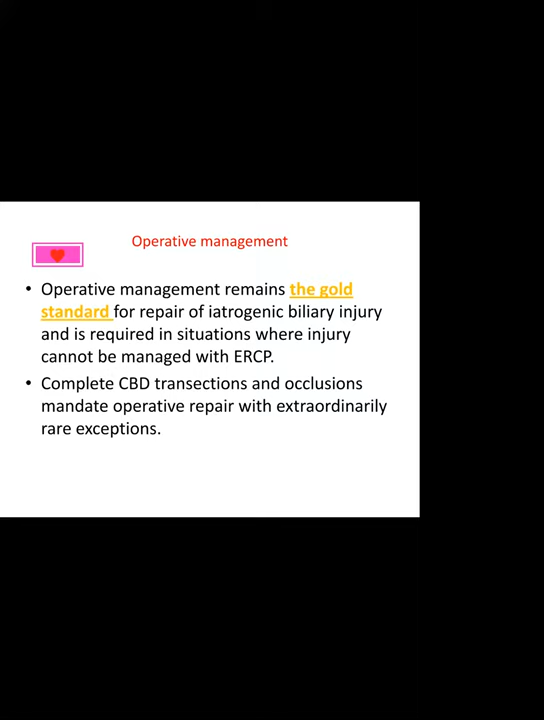 Operative management
• Operative management remains the gold
standard for repair of iatrogenic biliary injury
and is required in situations where injury
cannot be managed with ERCP.
• Complete CBD transections and occlusions
mandate operative repair with extraordinarily
rare exceptions.